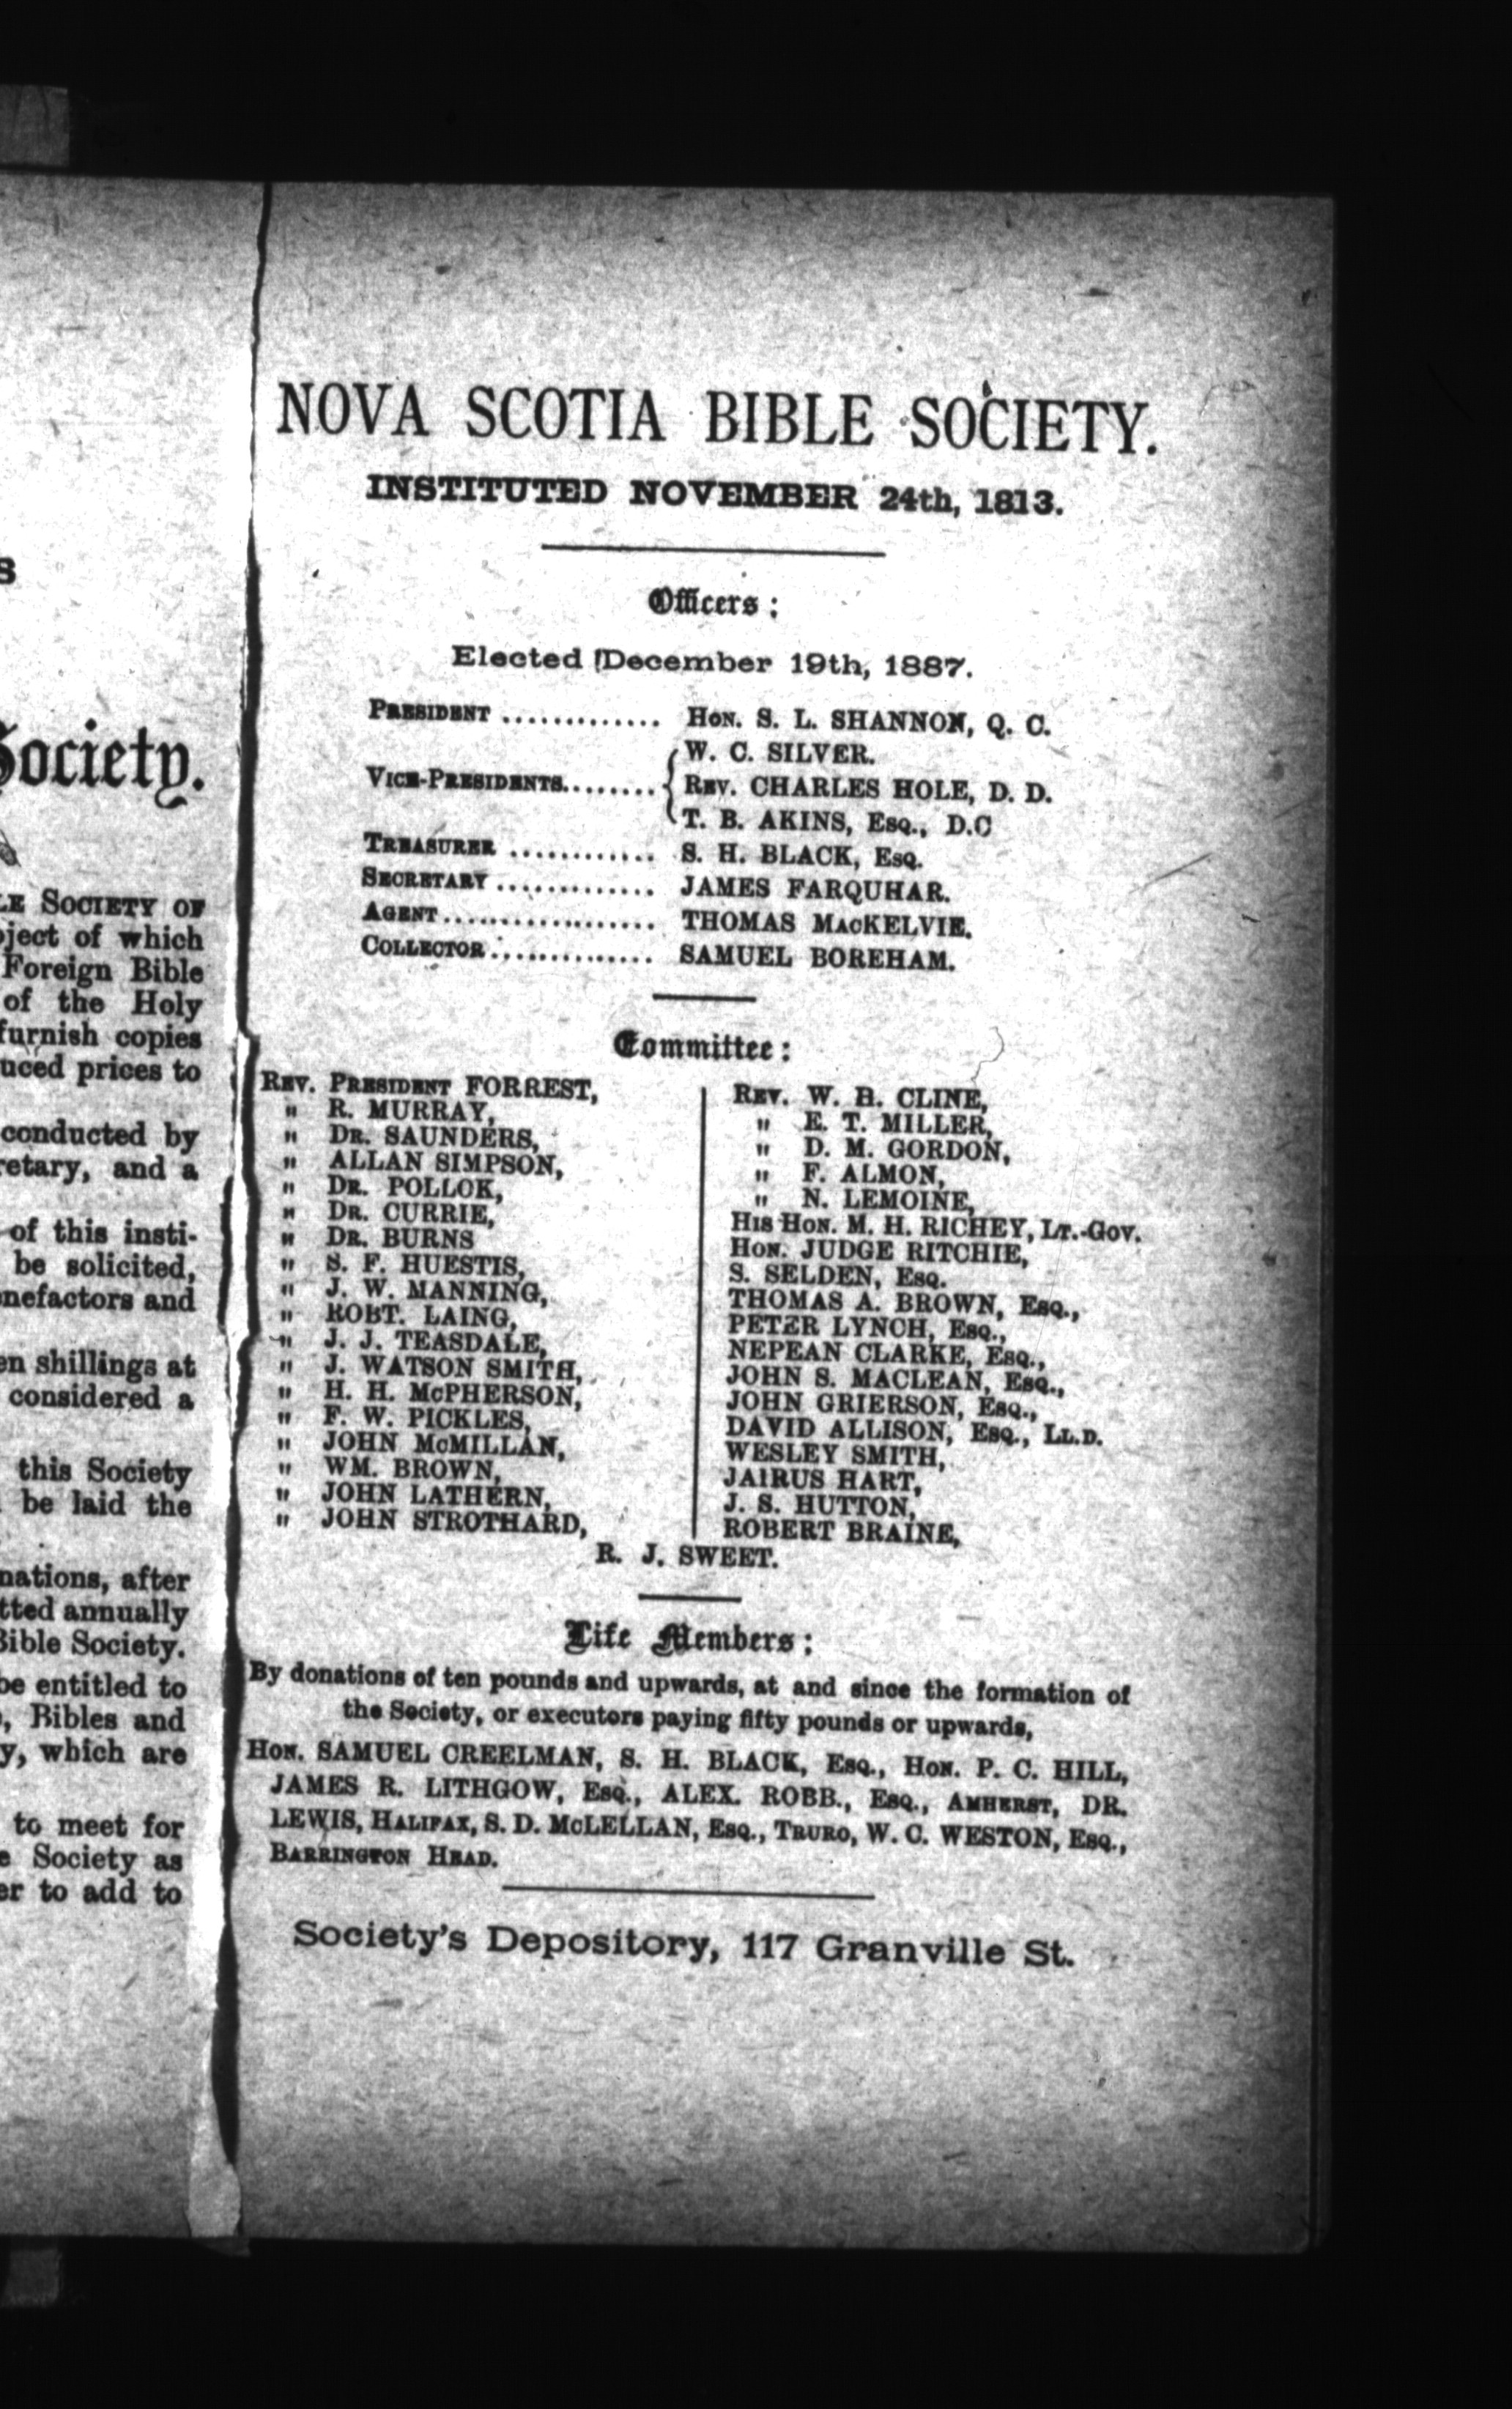 S
Society.
LE SOCIETY OF
ject of which
Foreign Bible
of the Holy
furnish copies
uced prices to
conducted by
retary, and a
of this insti-
be solicited,
nefactors and
en shillings at
considered a
this Society
be laid the
nations, after
tted annually
Bible Society.
be entitled to
, Bibles and
y, which are
to meet for
e Society as
er to add to
NOVA SCOTIA BIBLE SOCIETY.
INSTITUTED NOVEMBER 24th, 1813.
Officers:
Elected December 19th, 1887.
PRESIDENT ............. HON. S. L. SHANNON, Q. C.
W. C. SILVER.
VICE-PRESIDENTS........ { REV. CHARLES HOLE, D. D.
T. B. AKINS, ESQ., D.C
TREASURER ............ S. H. BLACK, ESQ.
SECRETARY ............. JAMES FARQUHAR.
AGENT.................. THOMAS MACKELVIE.
COLLECTOR .............. SAMUEL BOREHAM.
Committee:
REV. PRESIDENT FORREST,
" R. MURRAY,
" DR. SAUNDERS,
" ALLAN SIMPSON,
" DR. POLLOK,
" DR. CURRIE,
" DR. BURNS
" S. F. HUESTIS,
" J. W. MANNING,
" ROBT. LAING,
" J. J. TEASDALE,
" J. WATSON SMITH,
" H. H. McPHERSON,
" F. W. PICKLES,
" JOHN McMILLAN,
" WM. BROWN,
" JOHN LATHERN,
" JOHN STROTHARD,
REV. W. B. CLINE,
" E. T. MILLER,
" D. M. GORDON,
" F. ALMON,
" N. LEMOINE,
HIS HON. M. H. RICHEY, LT.-GOV.
HON. JUDGE RITCHIE,
S. SELDEN, ESQ.
THOMAS A. BROWN, ESQ.,
PETER LYNCH, ESQ.,
NEPEAN CLARKE, ESQ.,
JOHN S. MACLEAN, ESQ.,
JOHN GRIERSON, ESQ.,
DAVID ALLISON, ESQ., LL.D.
WESLEY SMITH,
JAIRUS HART,
J. S. HUTTON,
ROBERT BRAINE,
R. J. SWEET.
Life Members:
By donations of ten pounds and upwards, at and since the formation of
the Society, or executors paying fifty pounds or upwards,
HON. SAMUEL CREELMAN, S. H. BLACK, ESQ., HON. P. C. HILL,
JAMES R. LITHGOW, ESQ., ALEX. ROBB., ESQ., AMHERST, DR.
LEWIS, HALIFAX, S. D. McLELLAN, ESQ., TRURO, W. C. WESTON, ESQ.,
BARRINGTON HEAD.
Society's Depository, 117 Granville St.